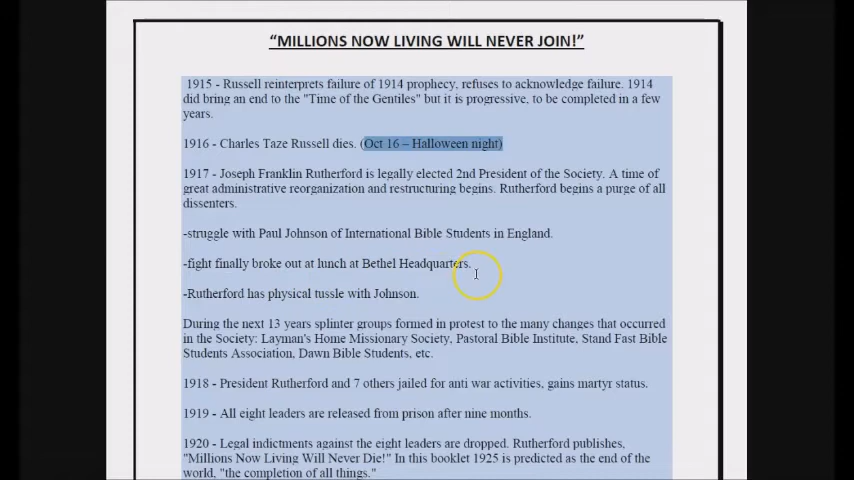 “MILLIONS NOW LIVING WILL NEVER JOIN!”
1915 - Russell reinterprets failure of 1914 prophecy, refuses to acknowledge failure. 1914
did bring an end to the "Time of the Gentiles" but it is progressive, to be completed in a few
years.
1916 - Charles Taze Russell dies. (Oct 16 – Halloween night)
1917 - Joseph Franklin Rutherford is legally elected 2nd President of the Society. A time of
great administrative reorganization and restructuring begins. Rutherford begins a purge of all
dissenters.
-struggle with Paul Johnson of International Bible Students in England.
-fight finally broke out at lunch at Bethel Headquarters.
-Rutherford has physical tussle with Johnson.
During the next 13 years splinter groups formed in protest to the many changes that occurred
in the Society: Layman's Home Missionary Society, Pastoral Bible Institute, Stand Fast Bible
Students Association, Dawn Bible Students, etc.
1918 - President Rutherford and 7 others jailed for anti war activities, gains martyr status.
1919 - All eight leaders are released from prison after nine months.
1920 - Legal indictments against the eight leaders are dropped. Rutherford publishes,
"Millions Now Living Will Never Die!" In this booklet 1925 is predicted as the end of the
world, "the completion of all things."